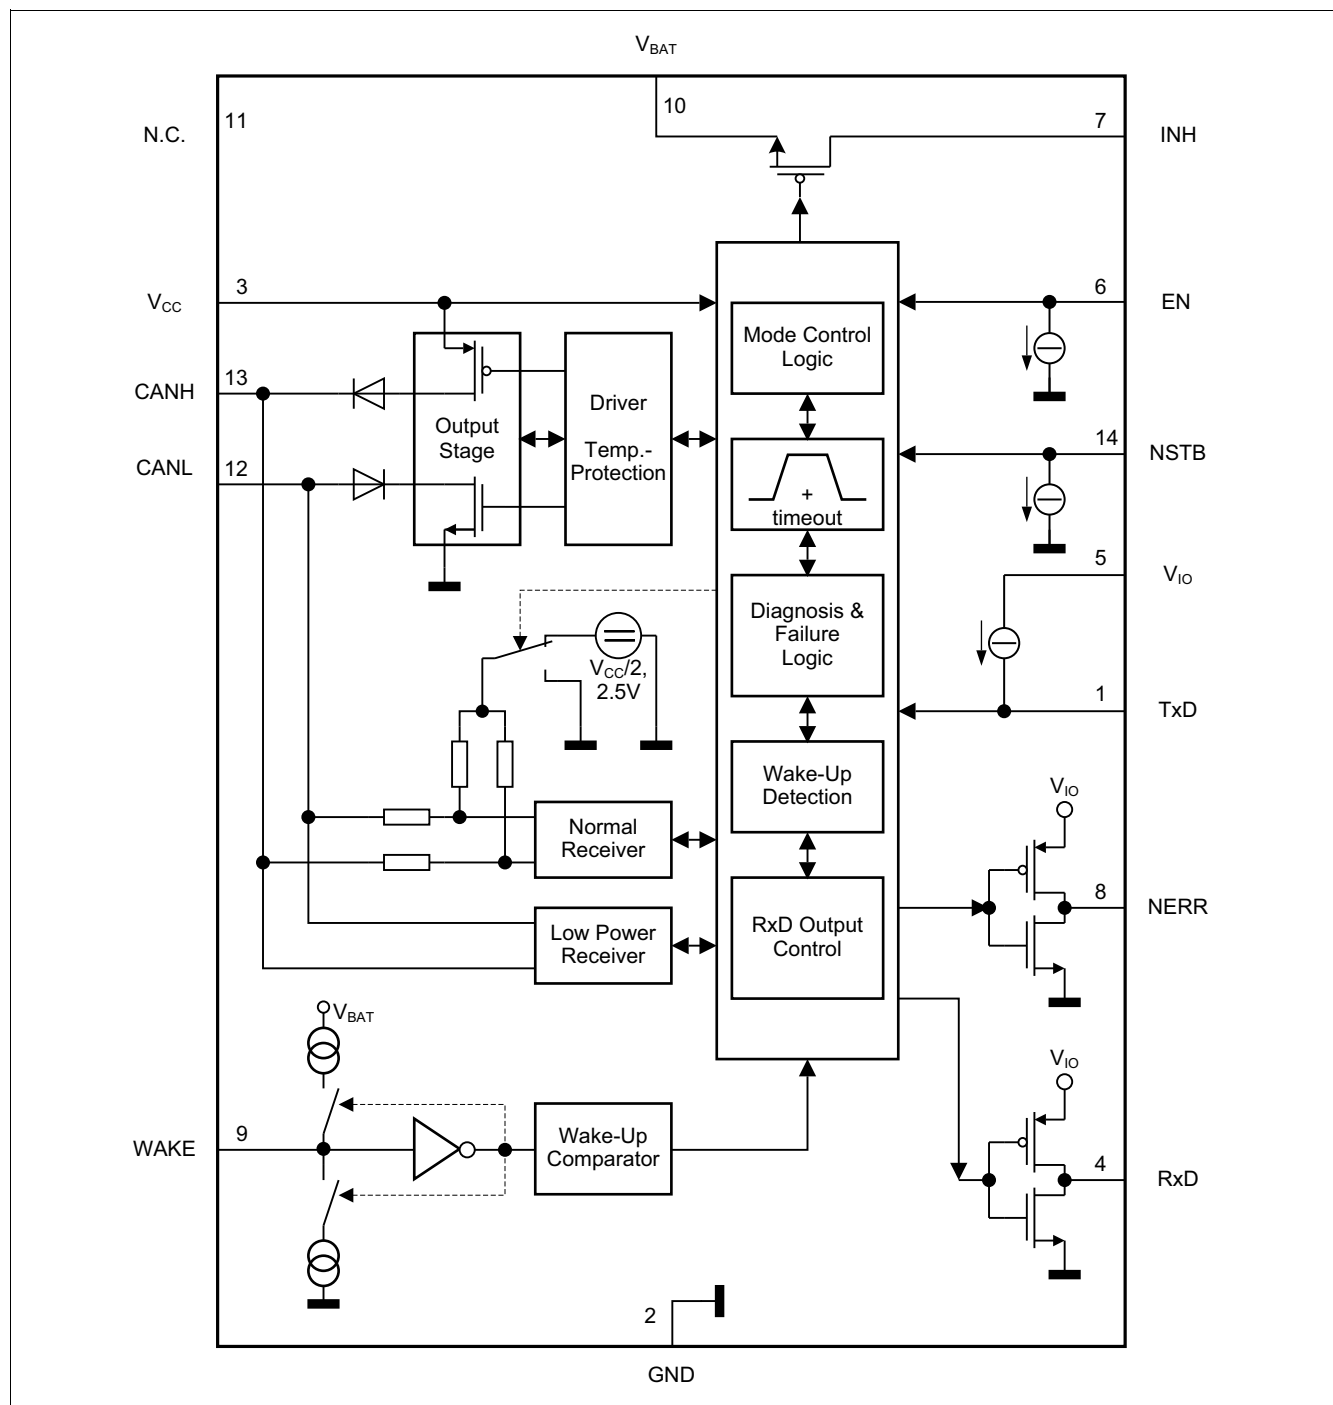 VBAT
10
N.C.
11
7
INH
VCC
3
6
EN
Mode Control
Logic
CANH
13
Driver
Temp.-
Protection
Output
Stage
CANL
12
14
NSTB
+
timeout
5
VIO
Diagnosis &
Failure
Logic
VCC/2,
2.5V
1
TxD
Wake-Up
Detection
VIO
Normal
Receiver
8
NERR
Low Power
Receiver
RxD Output
Control
VBAT
VIO
WAKE
9
Wake-Up
Comparator
4
RxD
2
GND